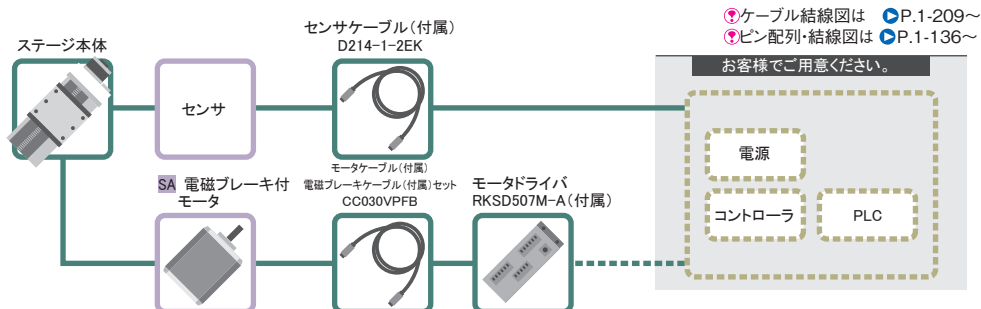 ❓ケーブル結線図は ▶P.1-209〜
❓ピン配列・結線図は ▶P.1-136〜
ステージ本体
センサ
センサケーブル（付属）
D214-1-2EK
SA 電磁ブレーキ付
モータ
モータケーブル（付属）
電磁ブレーキケーブル（付属）セット
CC030VPFB
モータドライバ
RKSD507M-A（付属）
お客様でご用意ください。
電源
コントローラ
PLC